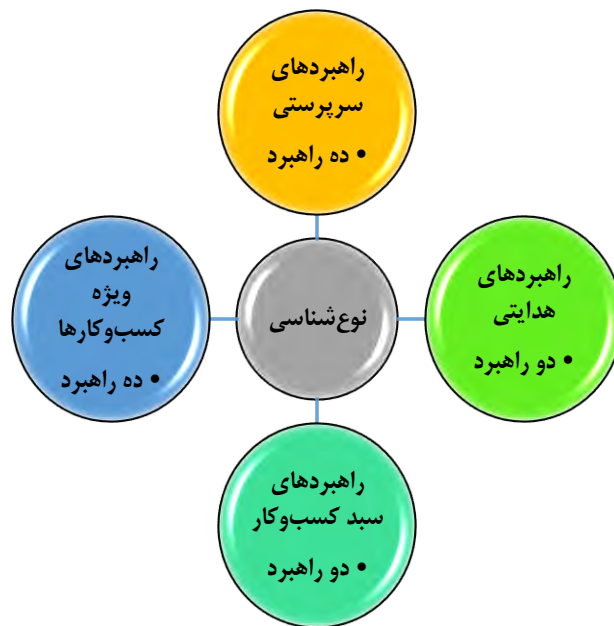 راهبردهای
سرپرستی
• ده راهبرد
راهبردهای
هدایتی
• دو راهبرد
نوع‌شناسی
راهبردهای
ویژه
کسب‌وکارها
• ده راهبرد
راهبردهای
سبد کسب‌وکار
• دو راهبرد